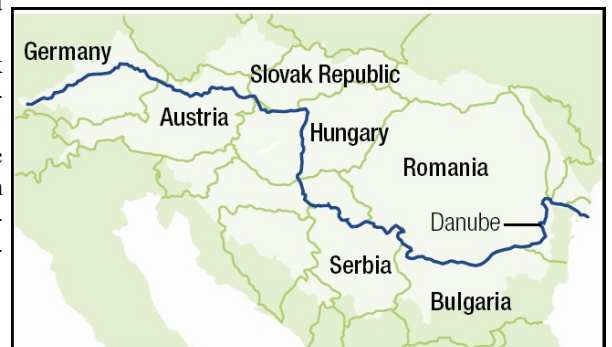 Germany
Slovak Republic
Austria
Hungary
Romania
Danube
Serbia
Bulgaria